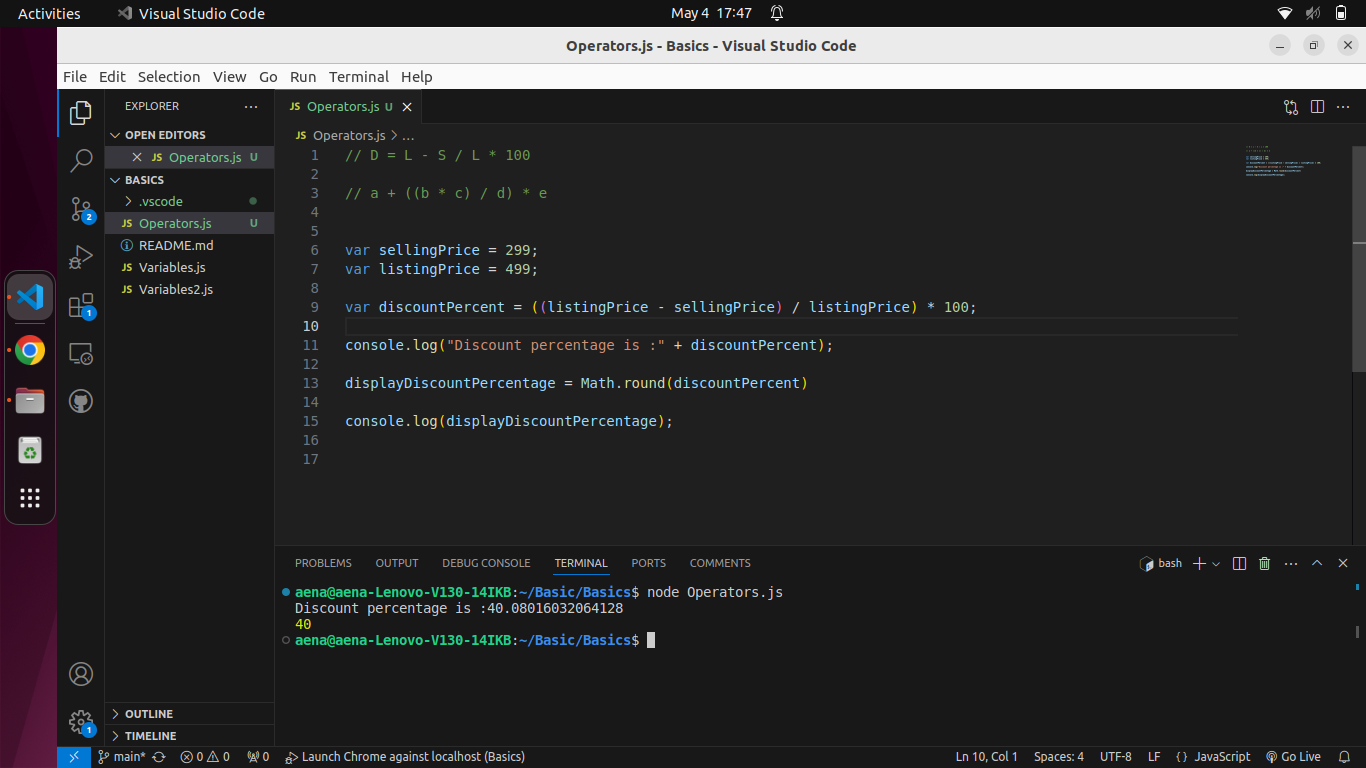 Activities Visual Studio Code May 4 17:47
Operators.js - Basics - Visual Studio Code
File Edit Selection View Go Run Terminal Help
EXPLORER
OPEN EDITORS
JS Operators.js U
BASICS
.vscode
JS Operators.js U
README.md
JS Variables.js
JS Variables2.js
OUTLINE
TIMELINE
2
1
1
JS Operators.js U
JS Operators.js > ...
1 // D = L - S / L * 100
2
3 // a + ((b * c) / d) * e
4
5
6 var sellingPrice = 299;
7 var listingPrice = 499;
8
9 var discountPercent = ((listingPrice - sellingPrice) / listingPrice) * 100;
10
11 console.log("Discount percentage is :" + discountPercent);
12
13 displayDiscountPercentage = Math.round(discountPercent)
14
15 console.log(displayDiscountPercentage);
16
17
PROBLEMS OUTPUT DEBUG CONSOLE TERMINAL PORTS COMMENTS bash
aena@aena-Lenovo-V130-14IKB:~/Basic/Basics$ node Operators.js
Discount percentage is :40.08016032064128
40
aena@aena-Lenovo-V130-14IKB:~/Basic/Basics$
main* 0 0 0 Launch Chrome against localhost (Basics) Ln 10, Col 1 Spaces: 4 UTF-8 LF {} JavaScript Go Live